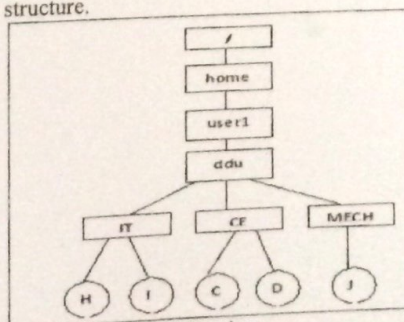 structure.
/
home
user1
ddu
IT CE MECH
H I C D J